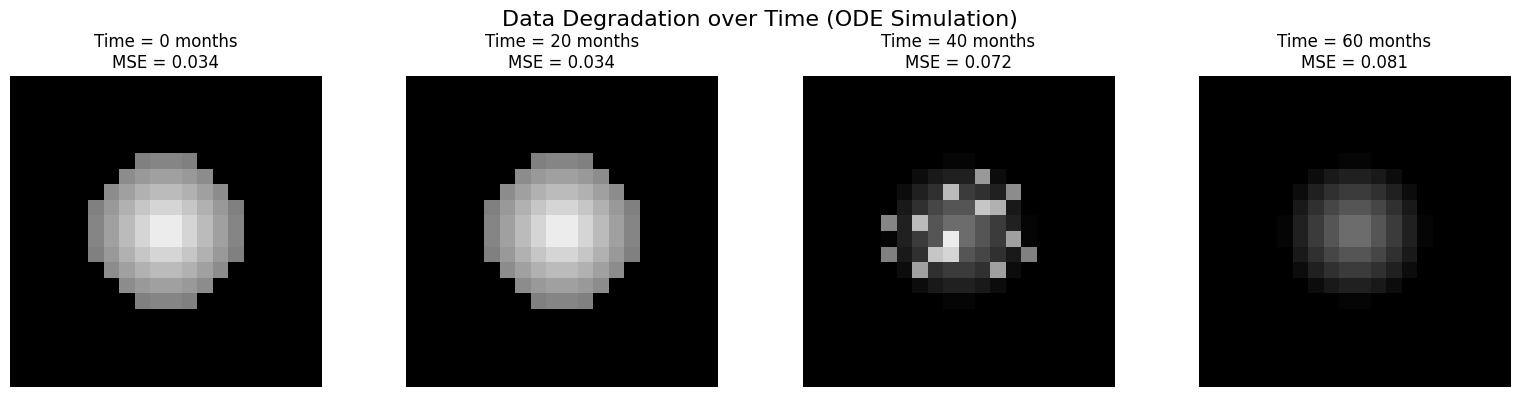 Data Degradation over Time (ODE Simulation)
Time = 0 months
MSE = 0.034
Time = 20 months
MSE = 0.034
Time = 40 months
MSE = 0.072
Time = 60 months
MSE = 0.081